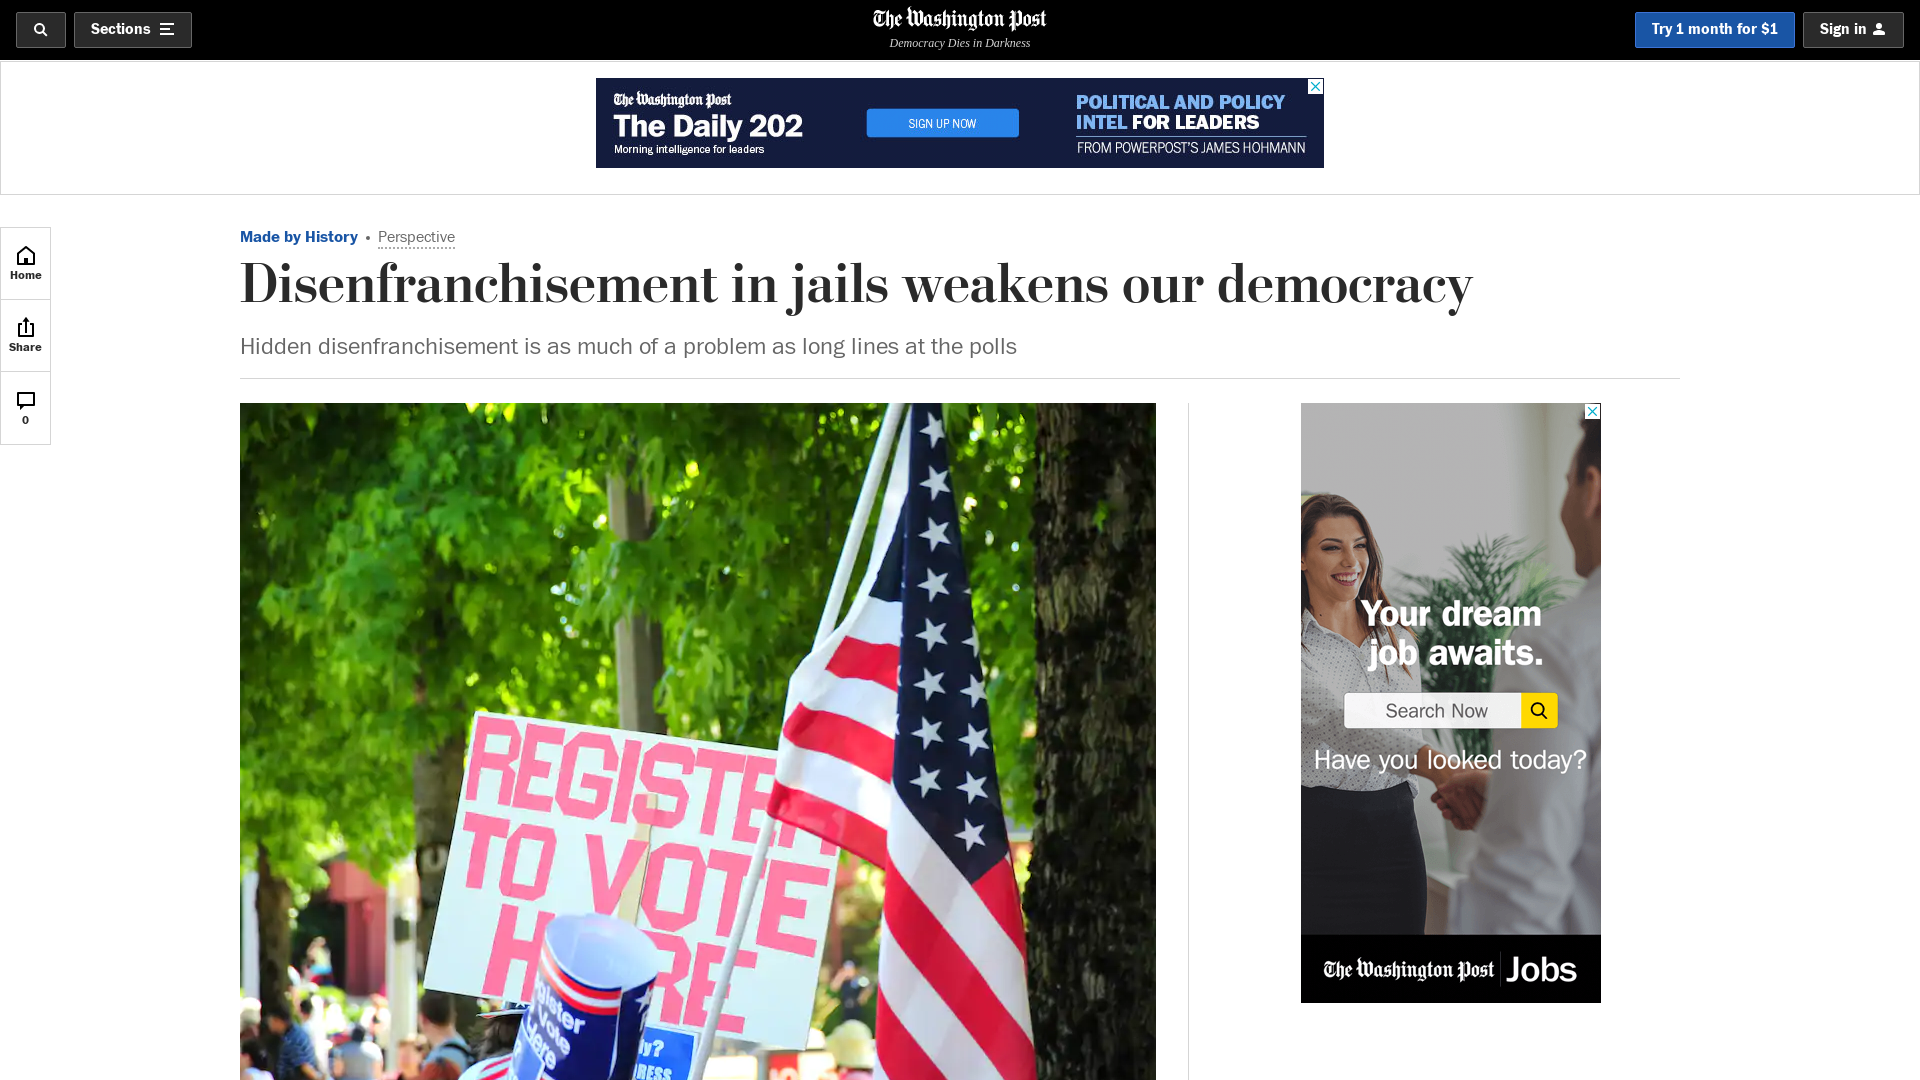 Sections
The Washington Post
Democracy Dies in Darkness
Try 1 month for $1
Sign in
The Washington Post
The Daily 202
Morning intelligence for leaders
SIGN UP NOW
POLITICAL AND POLICY
INTEL FOR LEADERS
FROM POWERPOST'S JAMES HOHMANN
Home
Share
0
Made by History • Perspective
Disenfranchisement in jails weakens our democracy
Hidden disenfranchisement is as much of a problem as long lines at the polls
REGISTER
TO VOTE
H RE
gister
Vote
Here
y?
RESS
Your dream
job awaits.
Search Now
Have you looked today?
The Washington Post Jobs